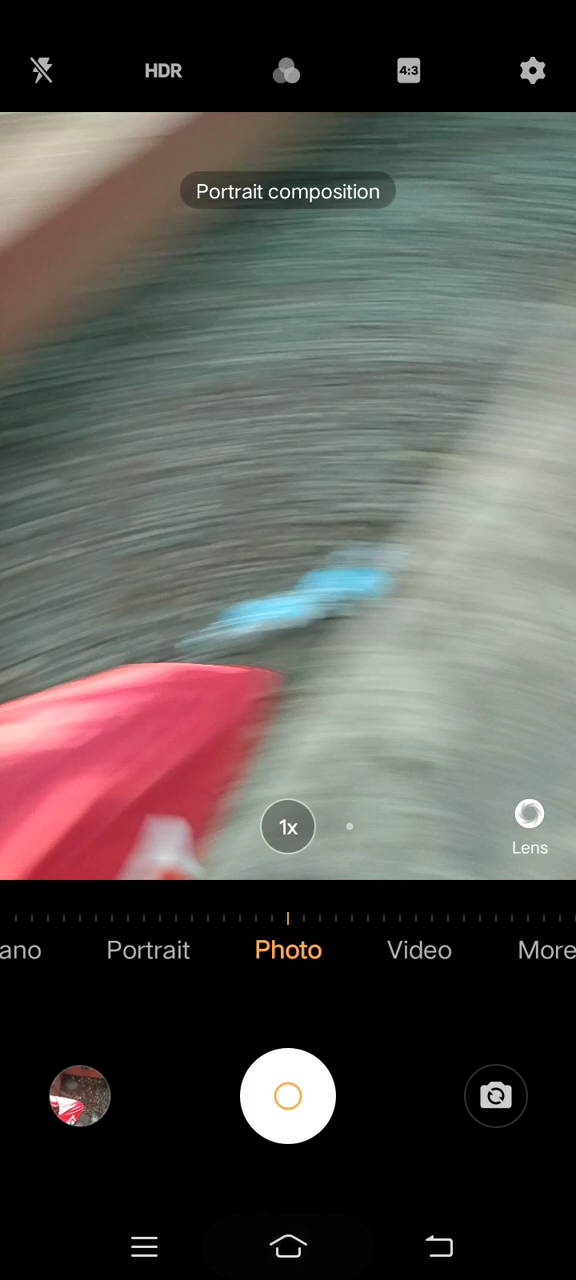 HDR
4:3
Portrait composition
1x
Lens
ano
Portrait
Photo
Video
More